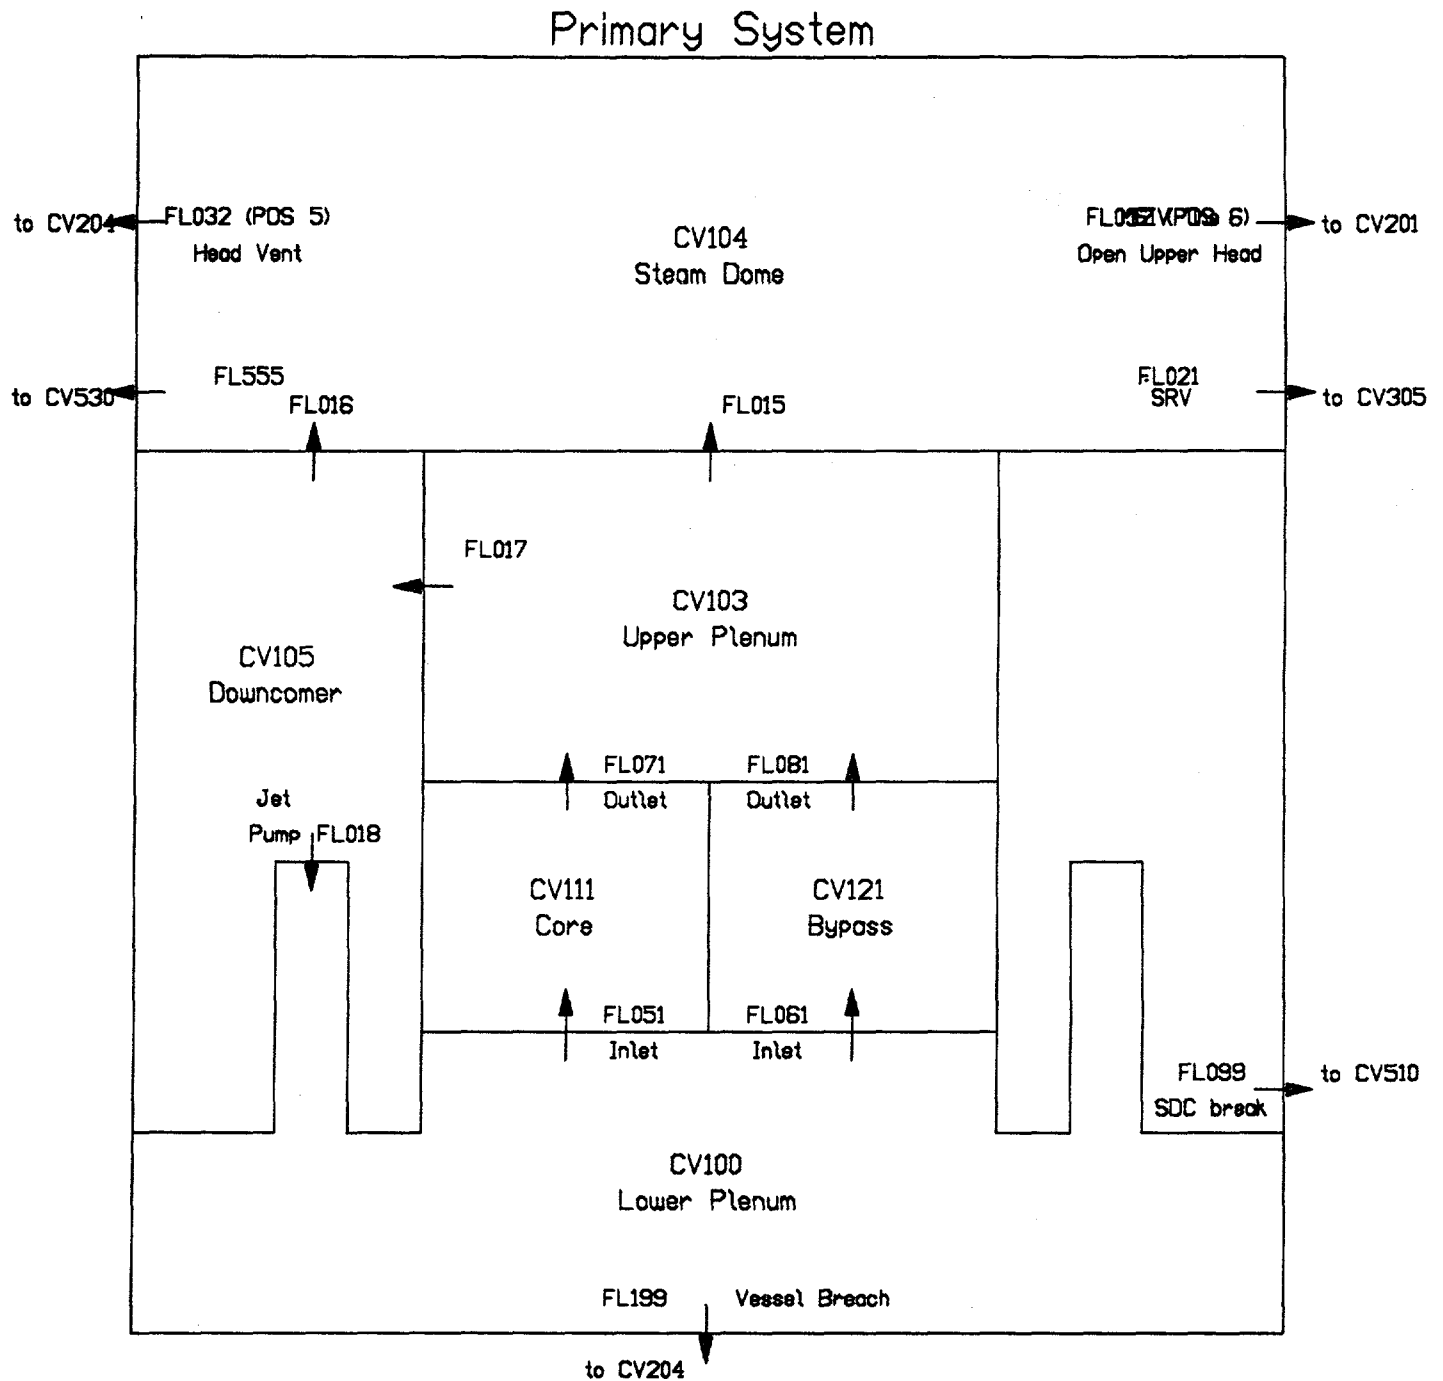 Primary System
to CV204
FL032 (POS 5)
Head Vent
CV104
Steam Dome
6)
Open Upper Head
to CV201
to CV530
FL555
FL016
FL015
FL021
SRV
to CV305
FL017
CV103
Upper Plenum
CV105
Downcomer
FL071
Outlet
FL081
Outlet
Jet
Pump FL018
CV111
Core
CV121
Bypass
FL051
Inlet
FL061
Inlet
FL099
SDC break
to CV510
CV100
Lower Plenum
FL199
Vessel Breach
to CV204